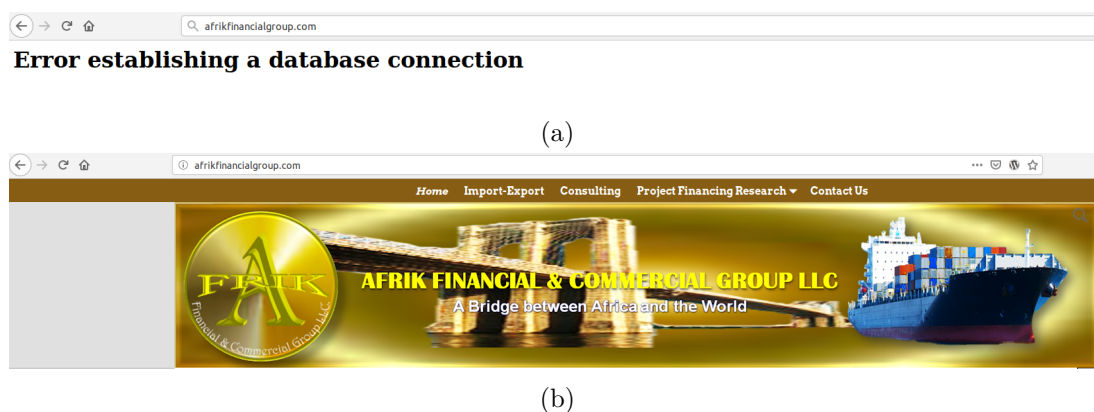 afrikfinancialgroup.com
Error establishing a database connection
(a)
afrikfinancialgroup.com
Home Import-Export Consulting Project Financing Research Contact Us
AFRIK
AFRIK FINANCIAL & COMMERCIAL GROUP LLC
A Bridge between Africa and the World
Financial & Commercial Group LLC.
(b)